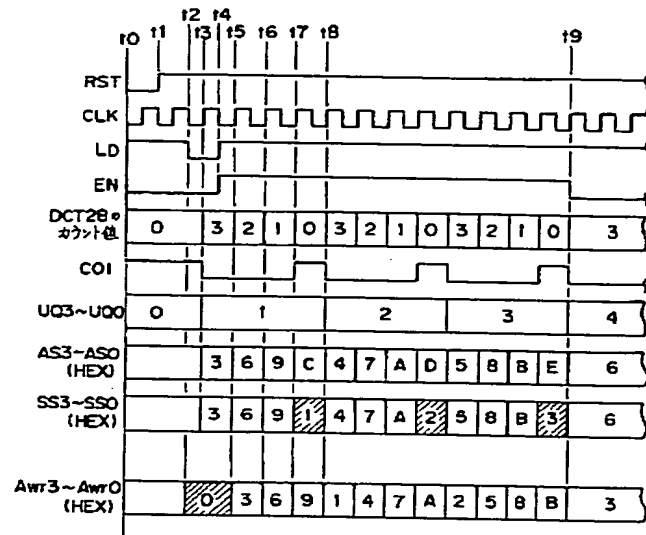 t0 t1 t2 t3 t4 t5 t6 t7 t8 t9
RST
CLK
LD
EN
DCT28の
カウント値
0 3 2 1 0 3 2 1 0 3 2 1 0 3
CO1
UQ3~UQ0
0 1 2 3 4
AS3~AS0
(HEX)
3 6 9 C 4 7 A D 5 8 B E 6
SS3~SS0
(HEX)
3 6 9 1 4 7 A 2 5 8 B 3 6
Awr3~Awr0
(HEX)
0 3 6 9 1 4 7 A 2 5 8 B 3